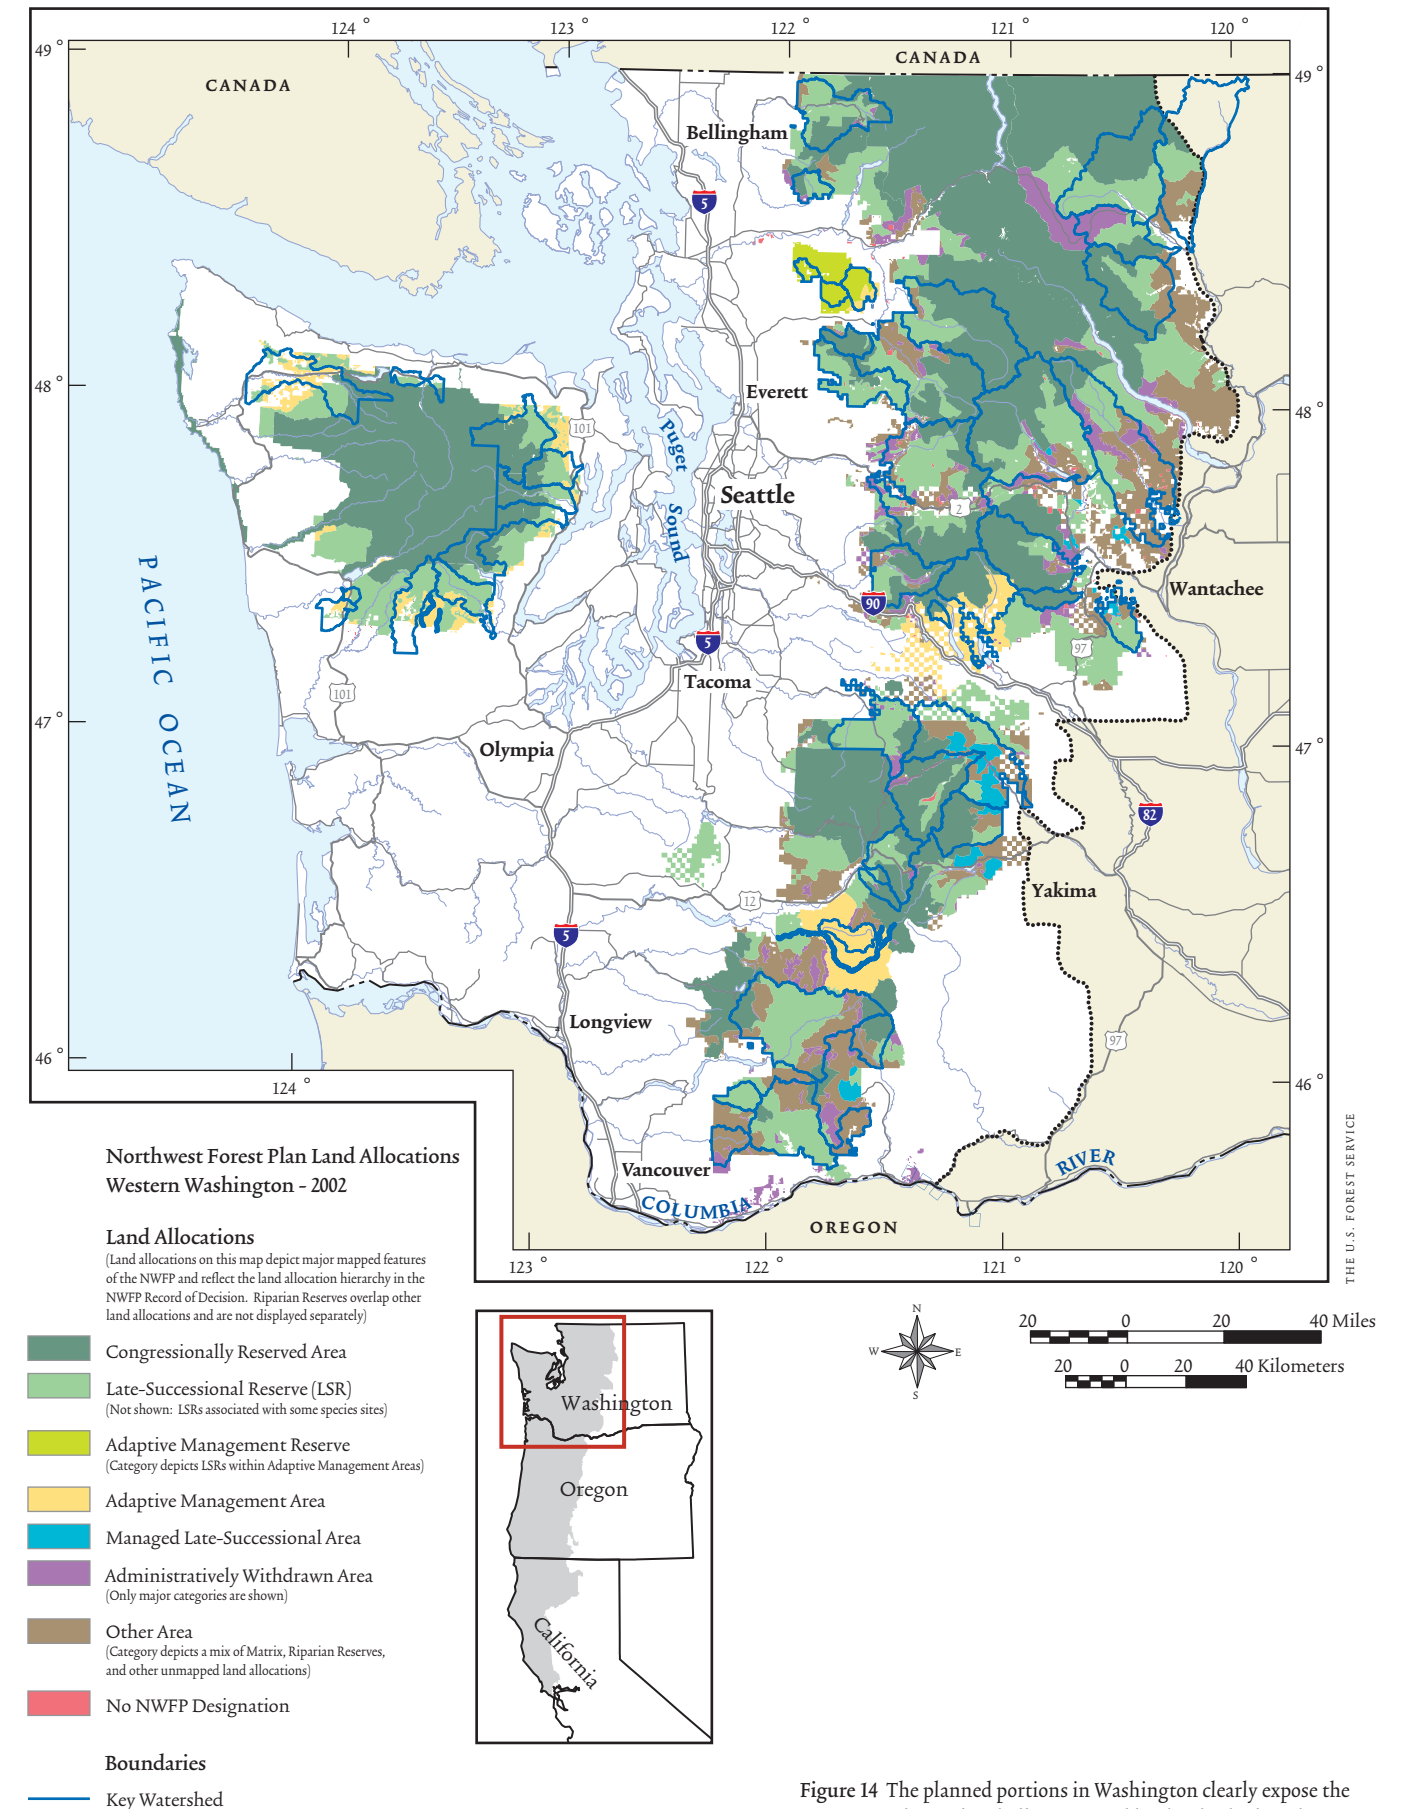 124 °
123 °
122 °
121 °
120 °
49 °
49 °
CANADA
CANADA
Bellingham
5
48 °
48 °
Everett
101
Puget
Sound
Seattle
2
PACIFIC OCEAN
Wantachee
90
5
97
Tacoma
101
47 °
47 °
Olympia
82
Yakima
12
5
Longview
97
46 °
46 °
124 °
Vancouver
COLUMBIA
RIVER
OREGON
123 °
122 °
121 °
120 °
THE U.S. FOREST SERVICE
Northwest Forest Plan Land Allocations
Western Washington - 2002
Land Allocations
(Land allocations on this map depict major mapped features
of the NWFP and reflect the land allocation hierarchy in the
NWFP Record of Decision. Riparian Reserves overlap other
land allocations and are not displayed separately)
Congressionally Reserved Area
Late-Successional Reserve (LSR)
(Not shown: LSRs associated with some species sites)
Adaptive Management Reserve
(Category depicts LSRs within Adaptive Management Areas)
Adaptive Management Area
Managed Late-Successional Area
Administratively Withdrawn Area
(Only major categories are shown)
Other Area
(Category depicts a mix of Matrix, Riparian Reserves,
and other unmapped land allocations)
No NWFP Designation
Boundaries
Key Watershed
Washington
Oregon
California
N
W E
S
20 0 20 40 Miles
20 0 20 40 Kilometers
Figure 14 The planned portions in Washington clearly expose the